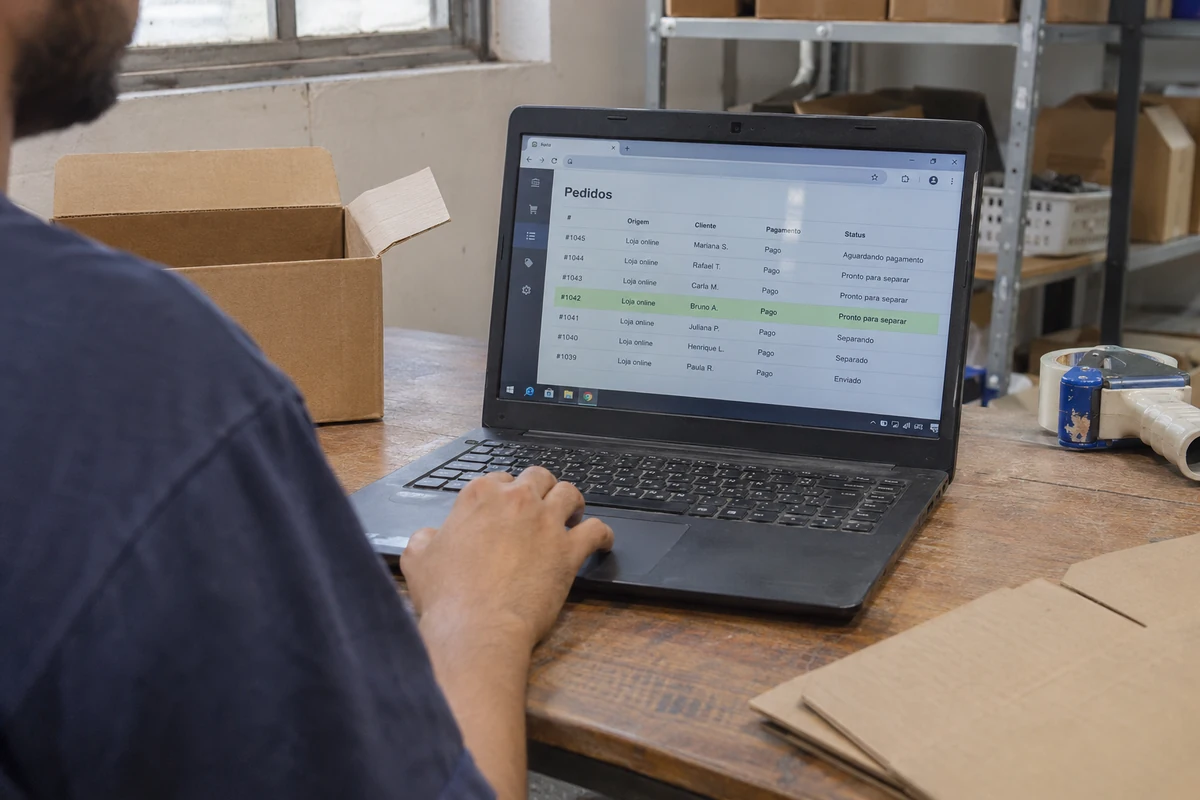 Pedidos
# Origem Cliente Pagamento Status
#1045 Loja online Mariana S. Pago Aguardando pagamento
#1044 Loja online Rafael T. Pago Pronto para separar
#1043 Loja online Carla M. Pago Pronto para separar
#1042 Loja online Bruno A. Pago Pronto para separar
#1041 Loja online Juliana P. Pago Separando
#1040 Loja online Henrique L. Pago Separado
#1039 Loja online Paula R. Pago Enviado